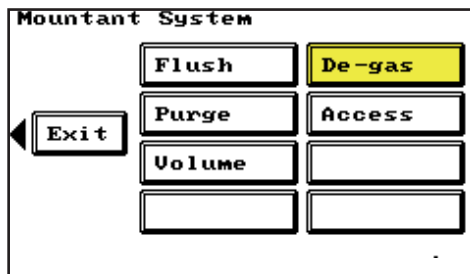 Mountant System
Flush De-gas
Purge Access
Exit
Volume